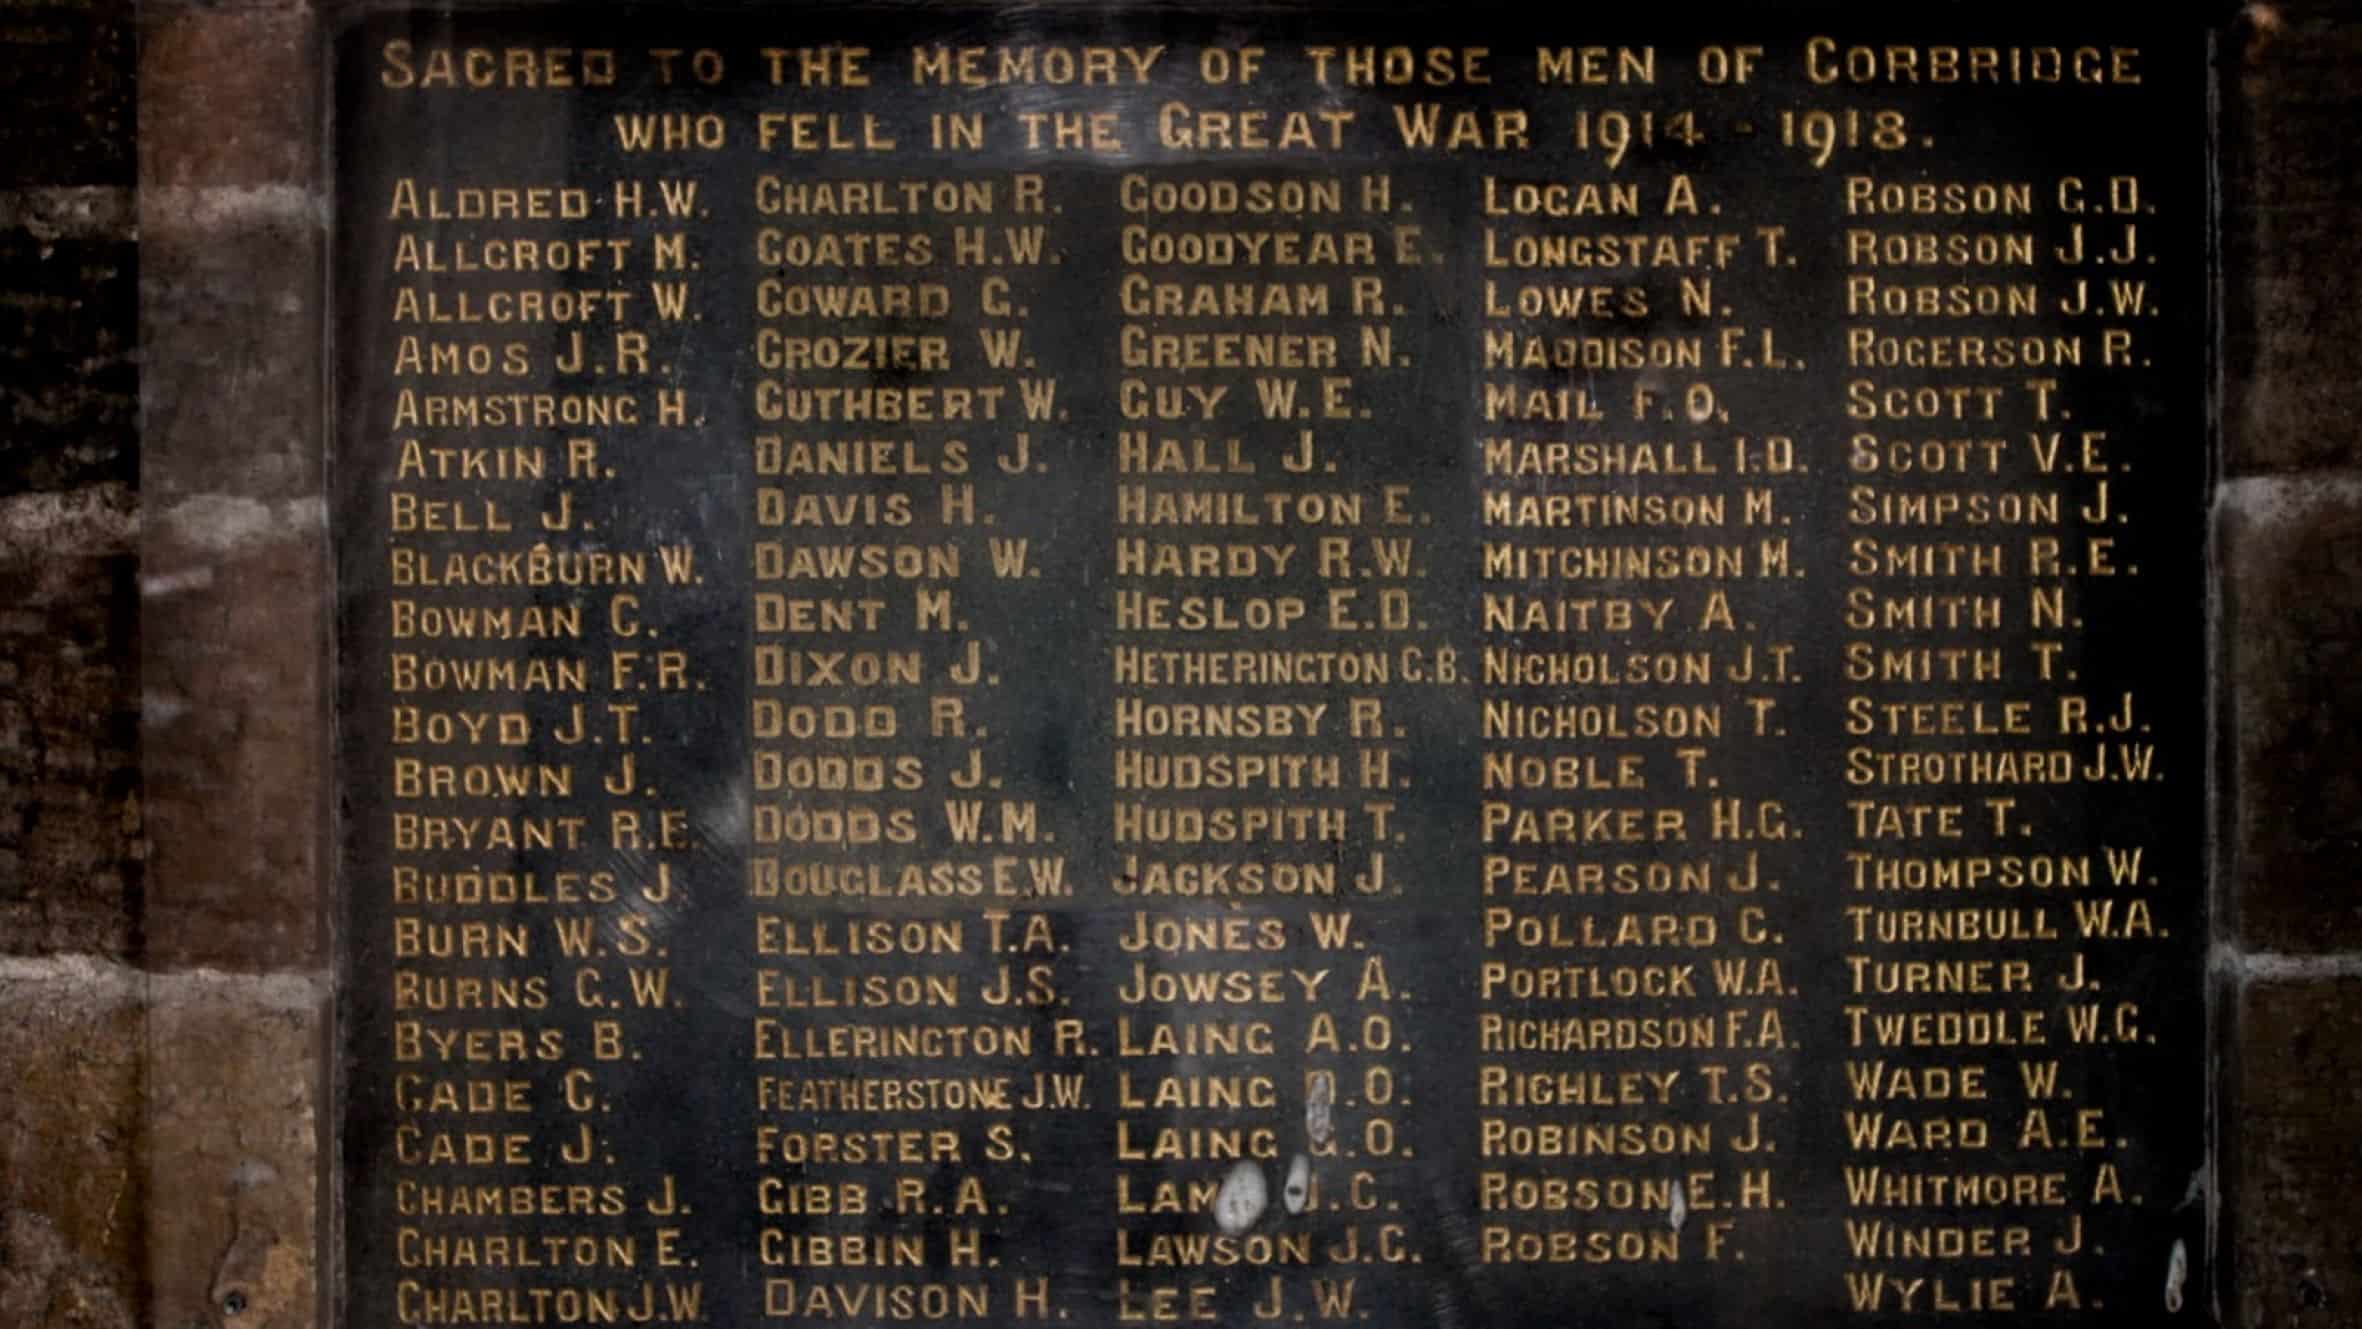 SACRED TO THE MEMORY OF THOSE MEN OF CORBRIDGE
WHO FELL IN THE GREAT WAR 1914 - 1918.
ALDRED H.W.
ALLCROFT M.
ALLCROFT W.
AMOS J.R.
ARMSTRONG H.
ATKIN R.
BELL J.
BLACKBURN W.
BOWMAN C.
BOWMAN F.R.
BOYD J.T.
BROWN J.
BRYANT R.E.
BUDDLES J.
BURN W.S.
BURNS G.W.
BYERS B.
CADE C.
CADE J.
CHAMBERS J.
CHARLTON E.
CHARLTON J.W.
CHARLTON R.
COATES H.W.
COWARD G.
CROZIER W.
CUTHBERT W.
DANIELS J.
DAVIS H.
DAWSON W.
DENT M.
DIXON J.
DODD R.
DODDS J.
DODDS W.M.
DOUGLASS E.W.
ELLISON T.A.
ELLISON J.S.
ELLERINGTON R.
FEATHERSTONE J.W.
FORSTER S.
GIBB R.A.
GIBBIN H.
DAVISON H.
GOODSON H.
GOODYEAR E.
GRAHAM R.
GREENER N.
GUY W.E.
HALL J.
HAMILTON E.
HARDY R.W.
HESLOP E.D.
HETHERINGTON G.B.
HORNSBY R.
HUDSPITH H.
HUDSPITH T.
JACKSON J.
JONES W.
JOWSEY A.
LAING A.O.
LAING .O.
LAING G.O.
LAM J.C.
LAWSON J.C.
LEE J.W.
LOGAN A.
LONGSTAFF T.
LOWES N.
MADDISON F.L.
MAIL F.O.
MARSHALL I.D.
MARTINSON M.
MITCHINSON M.
NAITBY A.
NICHOLSON J.T.
NICHOLSON T.
NOBLE T.
PARKER H.G.
PEARSON J.
POLLARD C.
PORTLOCK W.A.
RICHARDSON F.A.
RIGHLEY T.S.
ROBINSON J.
ROBSON E.H.
ROBSON F.
ROBSON G.D.
ROBSON J.J.
ROBSON J.W.
ROGERSON R.
SCOTT T.
SCOTT V.E.
SIMPSON J.
SMITH R.E.
SMITH N.
SMITH T.
STEELE R.J.
STROTHARD J.W.
TATE T.
THOMPSON W.
TURNBULL W.A.
TURNER J.
TWEDDLE W.G.
WADE W.
WARD A.E.
WHITMORE A.
WINDER J.
WYLIE A.